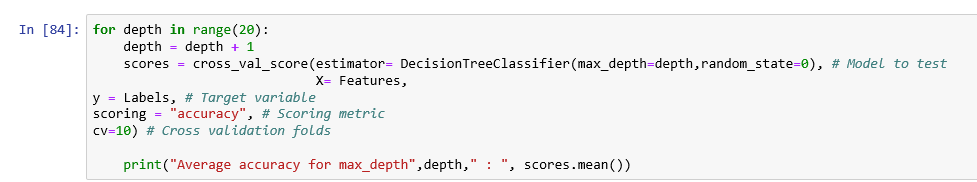 In [84]: for depth in range(20):
    depth = depth + 1
    scores = cross_val_score(estimator= DecisionTreeClassifier(max_depth=depth,random_state=0), # Model to test
                             X= Features,
y = Labels, # Target variable
scoring = "accuracy", # Scoring metric
cv=10) # Cross validation folds
    print("Average accuracy for max_depth",depth," : ", scores.mean())